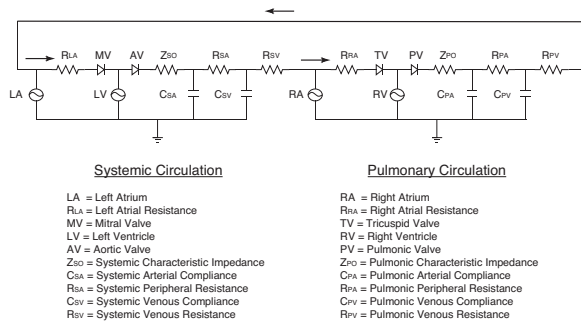 RLA MV AV ZSO RSA RSV RRA TV PV ZPO RPA RPV
LA LV CSA CSV RA RV CPA CPV
Systemic Circulation
LA = Left Atrium
RLA = Left Atrial Resistance
MV = Mitral Valve
LV = Left Ventricle
AV = Aortic Valve
ZSO = Systemic Characteristic Impedance
CSA = Systemic Arterial Compliance
RSA = Systemic Peripheral Resistance
CSV = Systemic Venous Compliance
RSV = Systemic Venous Resistance
Pulmonary Circulation
RA = Right Atrium
RRA = Right Atrial Resistance
TV = Tricuspid Valve
RV = Right Ventricle
PV = Pulmonic Valve
ZPO = Pulmonic Characteristic Impedance
CPA = Pulmonic Arterial Compliance
RPA = Pulmonic Peripheral Resistance
CPV = Pulmonic Venous Compliance
RPV = Pulmonic Venous Resistance